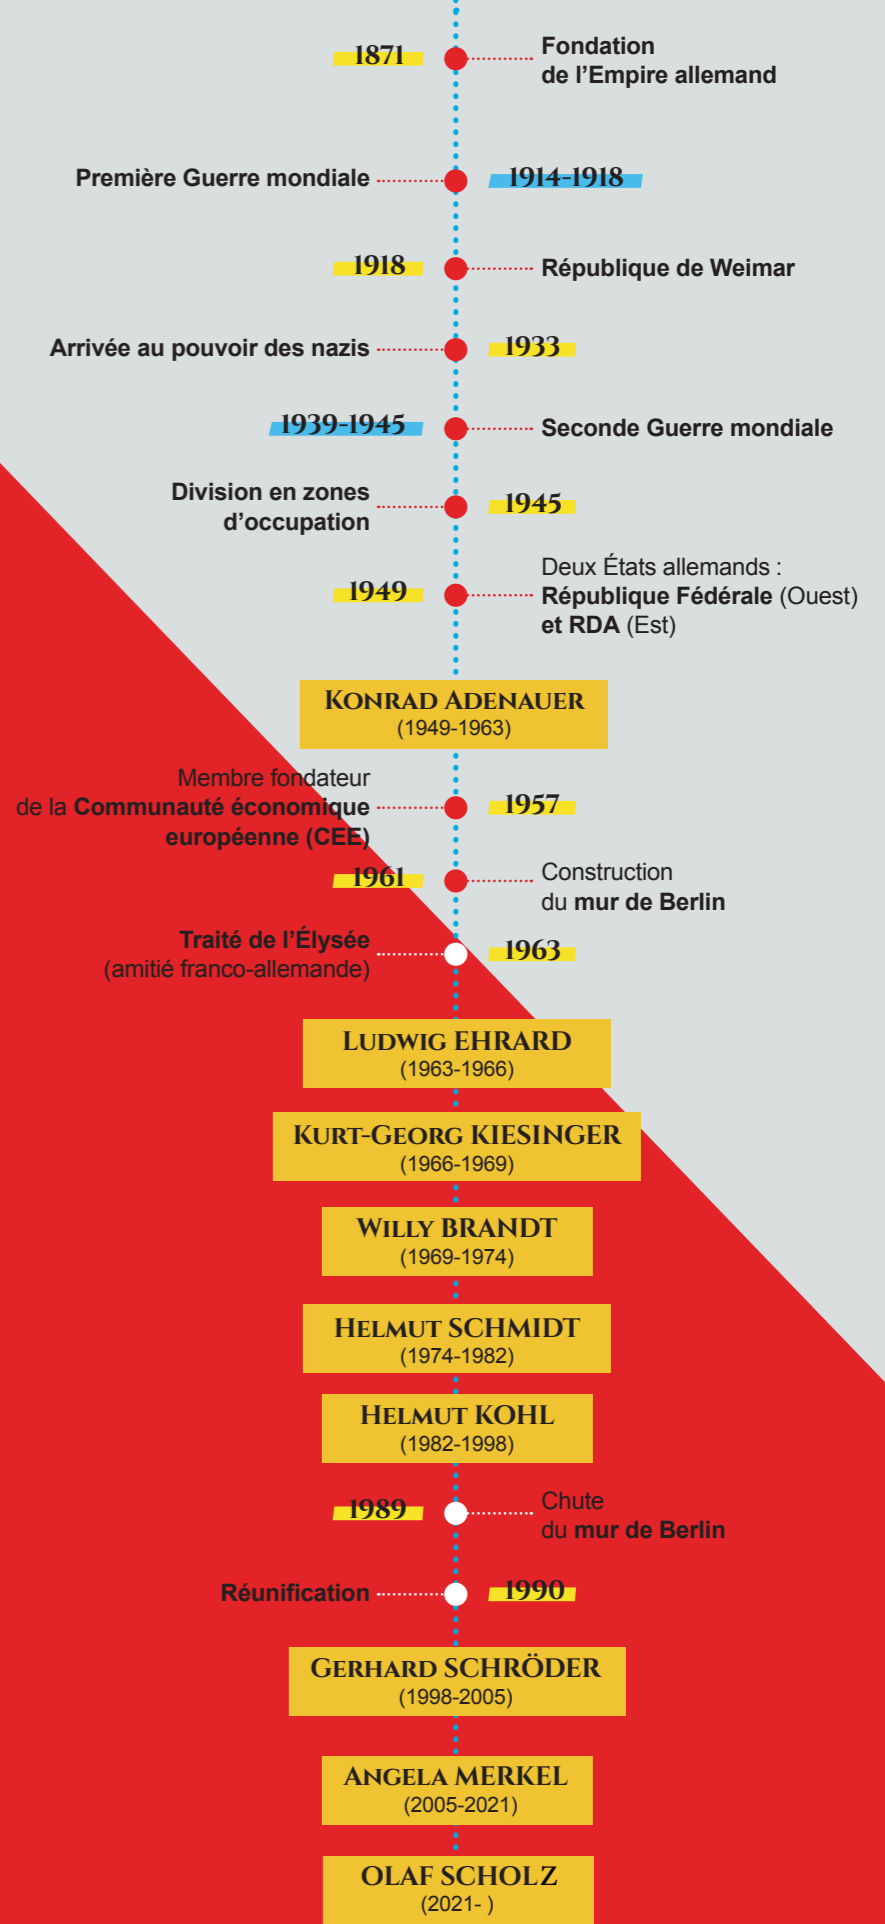 1871
Fondation
de l’Empire allemand
Première Guerre mondiale
1914-1918
1918
République de Weimar
Arrivée au pouvoir des nazis
1933
1939-1945
Seconde Guerre mondiale
Division en zones
d’occupation
1945
1949
Deux États allemands :
République Fédérale (Ouest)
et RDA (Est)
Konrad Adenauer
(1949-1963)
Membre fondateur
de la Communauté économique
européenne (CEE)
1957
1961
Construction
du mur de Berlin
Traité de l’Élysée
(amitié franco-allemande)
1963
Ludwig EHRARD
(1963-1966)
Kurt-Georg KIESINGER
(1966-1969)
Willy BRANDT
(1969-1974)
Helmut SCHMIDT
(1974-1982)
Helmut KOHL
(1982-1998)
1989
Chute
du mur de Berlin
Réunification
1990
Gerhard SCHRÖDER
(1998-2005)
Angela MERKEL
(2005-2021)
OLAF SCHOLZ
(2021- )